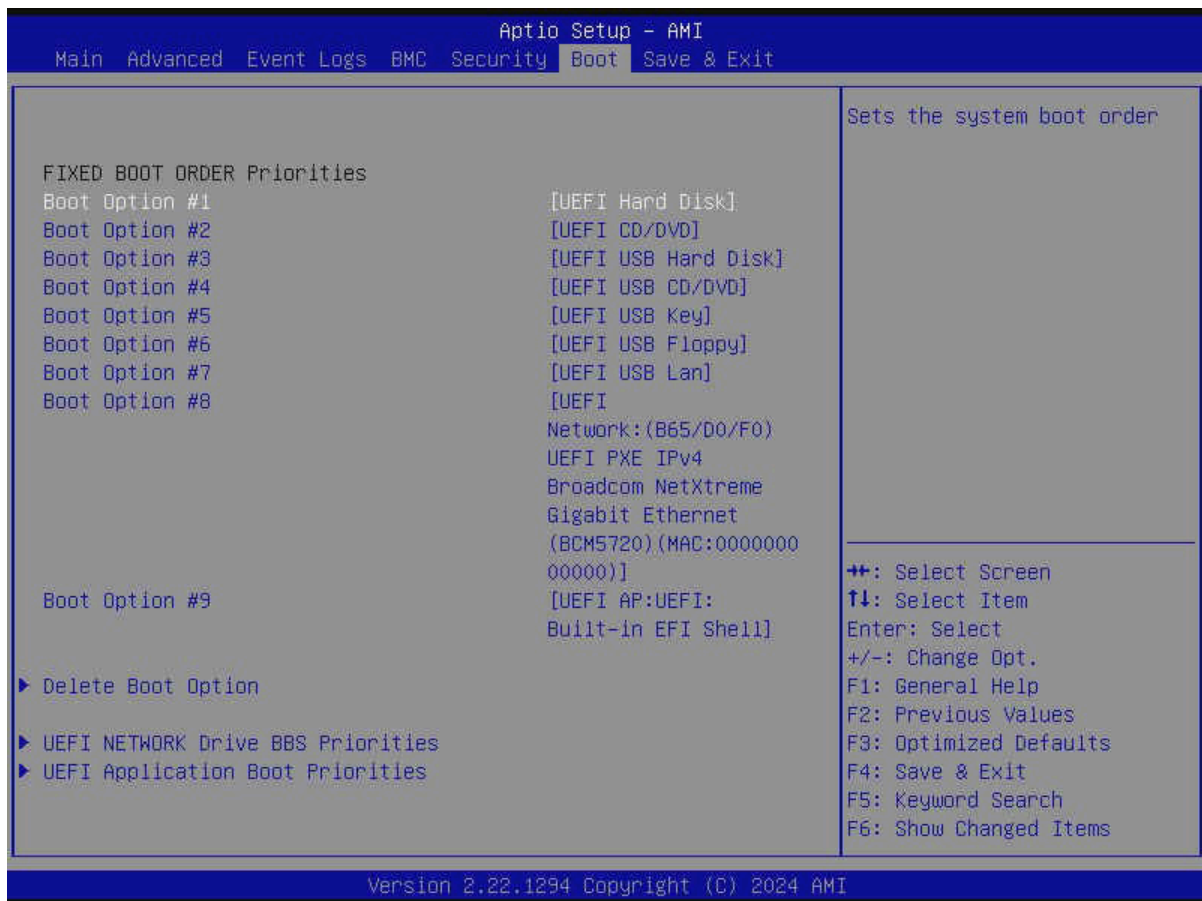 Aptio Setup – AMI
Main Advanced Event Logs BMC Security Boot Save & Exit
Sets the system boot order
FIXED BOOT ORDER Priorities
Boot Option #1 [UEFI Hard Disk]
Boot Option #2 [UEFI CD/DVD]
Boot Option #3 [UEFI USB Hard Disk]
Boot Option #4 [UEFI USB CD/DVD]
Boot Option #5 [UEFI USB Key]
Boot Option #6 [UEFI USB Floppy]
Boot Option #7 [UEFI USB Lan]
Boot Option #8 [UEFI
Network:(B65/D0/F0)
UEFI PXE IPv4
Broadcom NetXtreme
Gigabit Ethernet
(BCM5720)(MAC:0000000
00000)]
Boot Option #9 [UEFI AP:UEFI:
Built-in EFI Shell]
Delete Boot Option
UEFI NETWORK Drive BBS Priorities
UEFI Application Boot Priorities
→←: Select Screen
↑↓: Select Item
Enter: Select
+/-: Change Opt.
F1: General Help
F2: Previous Values
F3: Optimized Defaults
F4: Save & Exit
F5: Keyword Search
F6: Show Changed Items
Version 2.22.1294 Copyright (C) 2024 AMI